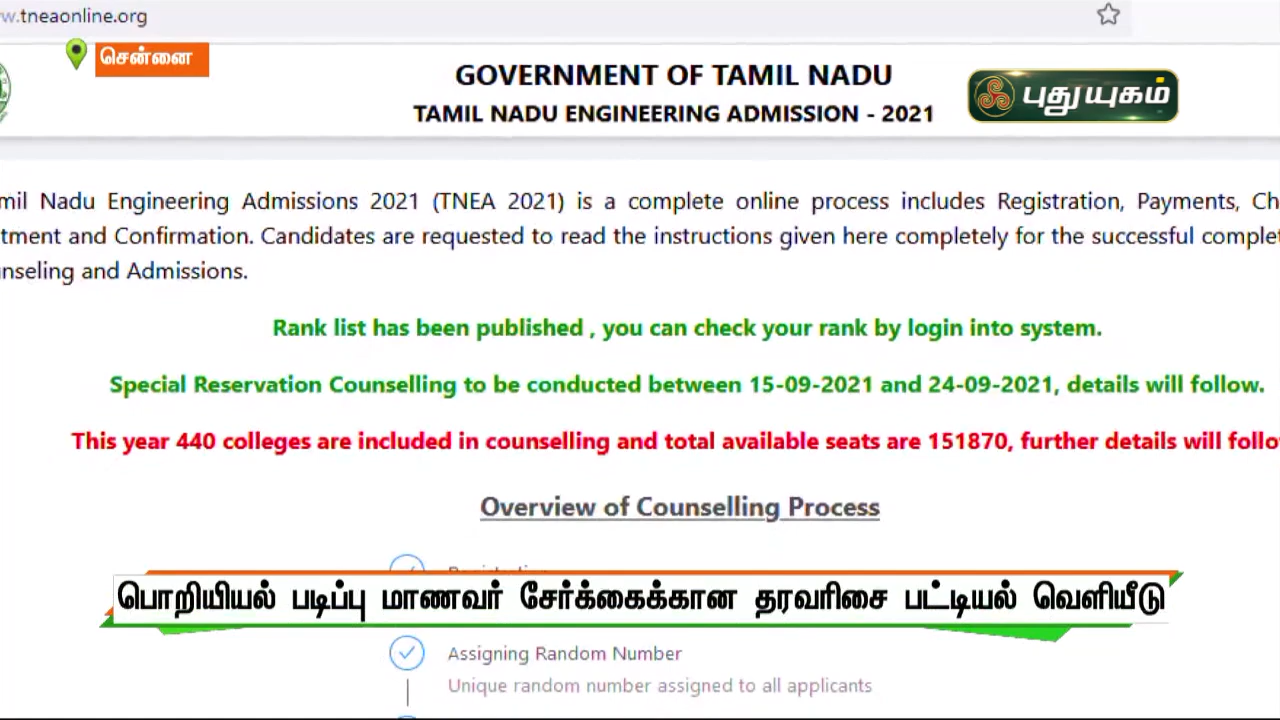 w.tneaonline.org
சென்னை
GOVERNMENT OF TAMIL NADU
TAMIL NADU ENGINEERING ADMISSION - 2021
புதுயுகம்
mil Nadu Engineering Admissions 2021 (TNEA 2021) is a complete online process includes Registration, Payments, Ch
tment and Confirmation. Candidates are requested to read the instructions given here completely for the successful complet
nseling and Admissions.
Rank list has been published , you can check your rank by login into system.
Special Reservation Counselling to be conducted between 15-09-2021 and 24-09-2021, details will follow.
This year 440 colleges are included in counselling and total available seats are 151870, further details will follo
Overview of Counselling Process
பொறியியல் படிப்பு மாணவர் சேர்க்கைக்கான தரவரிசை பட்டியல் வெளியீடு
Assigning Random Number
Unique random number assigned to all applicants